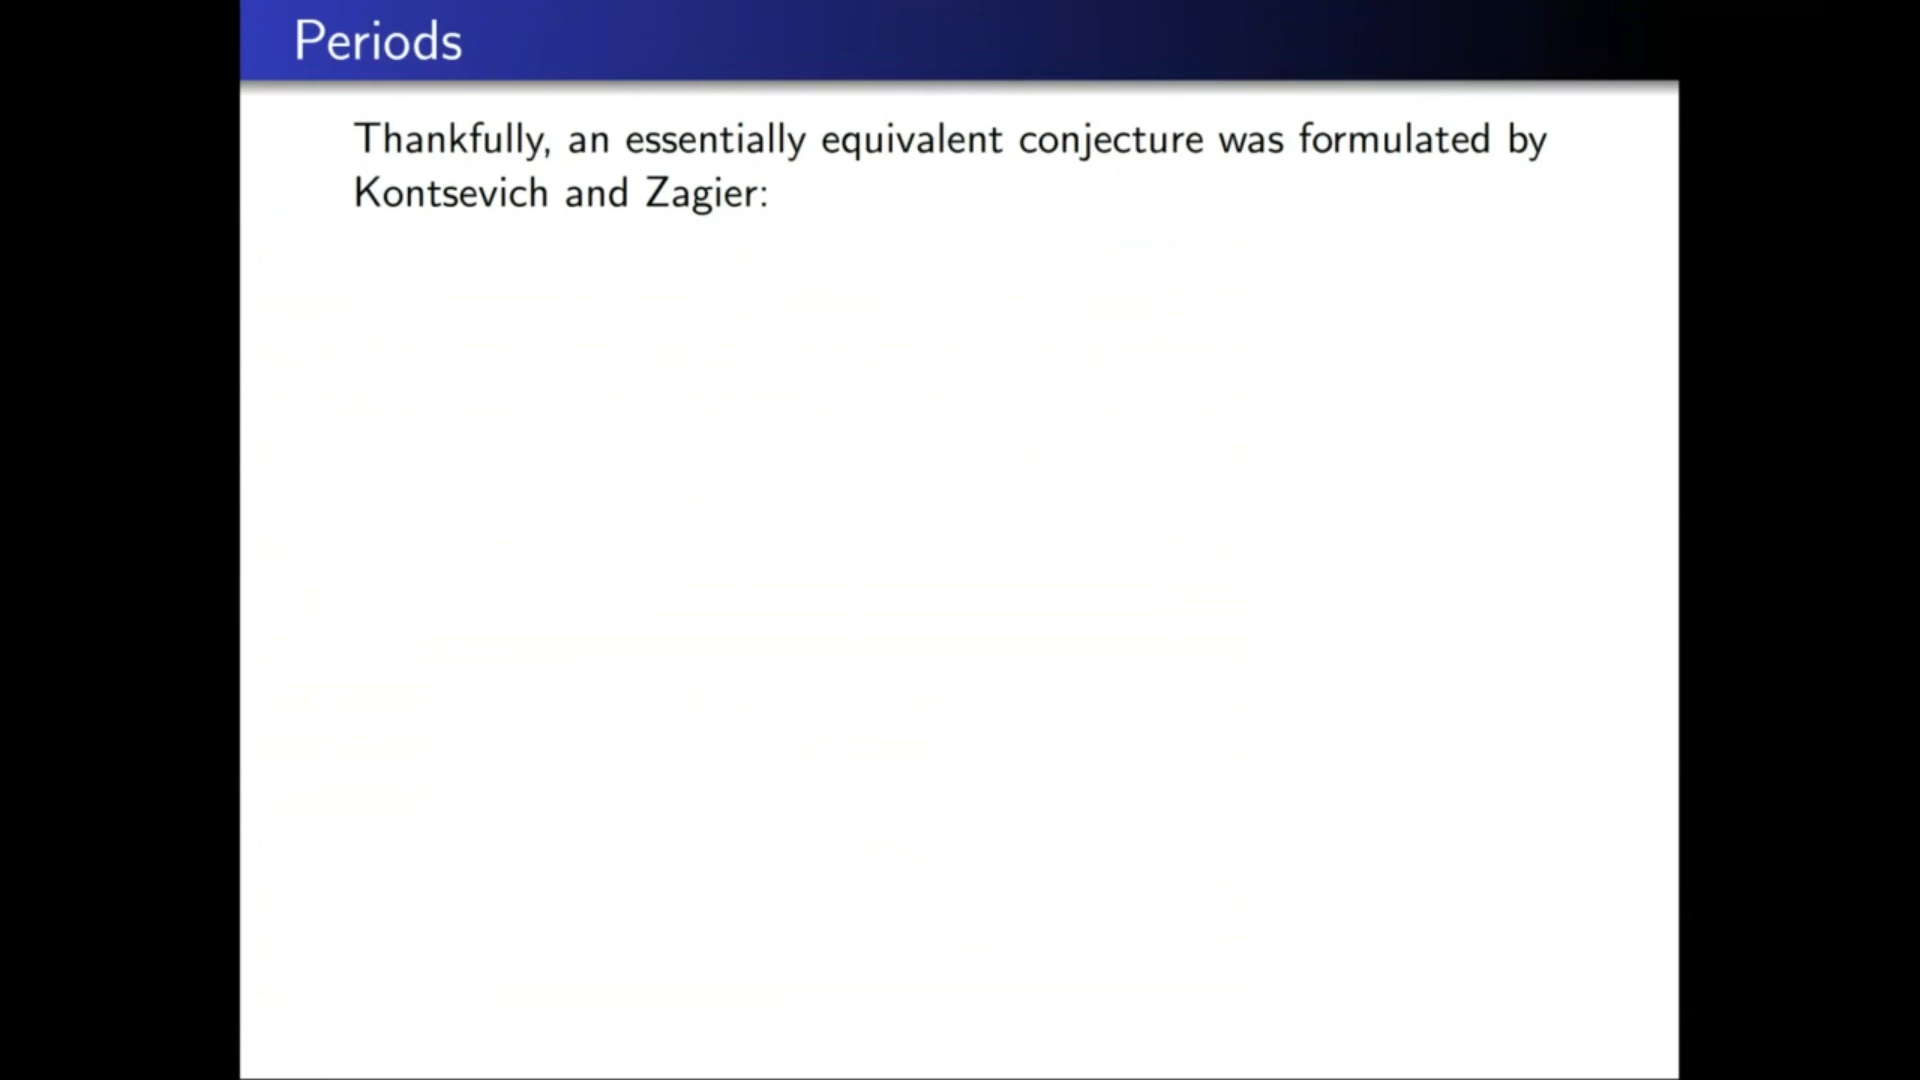 Periods
Thankfully, an essentially equivalent conjecture was formulated by
Kontsevich and Zagier: